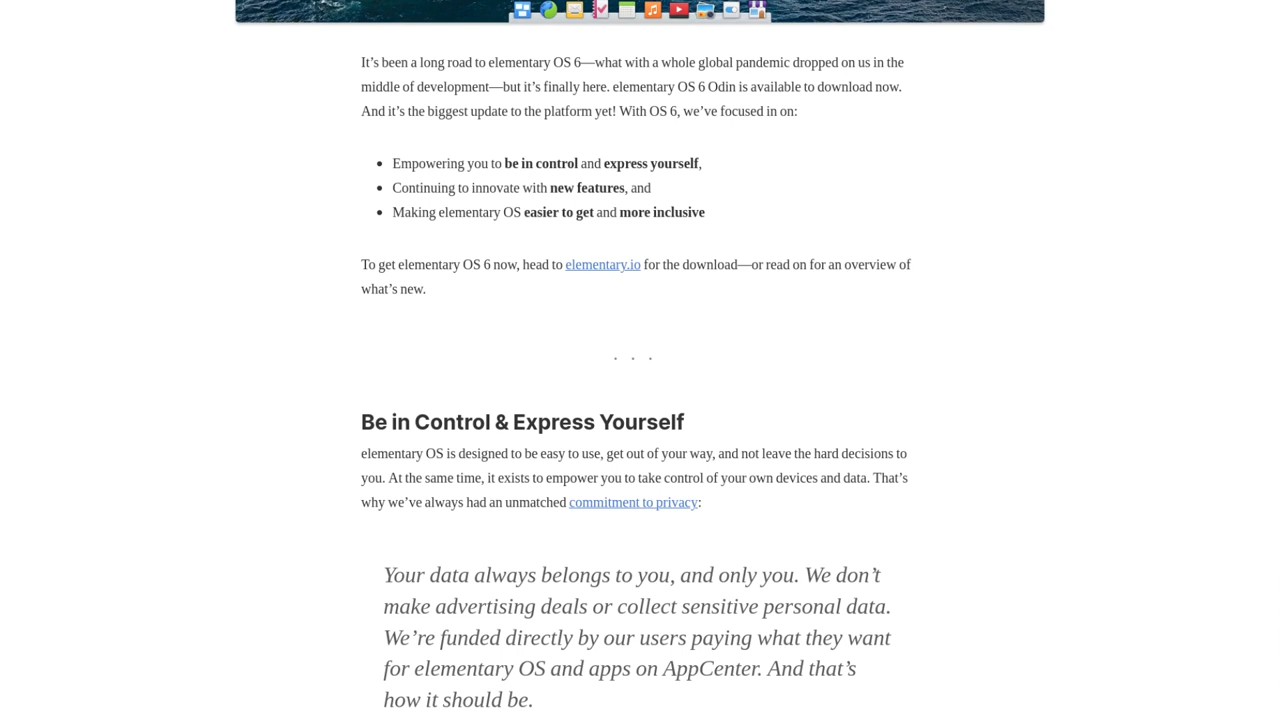 It’s been a long road to elementary OS 6—what with a whole global pandemic dropped on us in the
middle of development—but it’s finally here. elementary OS 6 Odin is available to download now.
And it’s the biggest update to the platform yet! With OS 6, we’ve focused in on:
• Empowering you to be in control and express yourself,
• Continuing to innovate with new features, and
• Making elementary OS easier to get and more inclusive
To get elementary OS 6 now, head to elementary.io for the download—or read on for an overview of
what’s new.
. . .
Be in Control & Express Yourself
elementary OS is designed to be easy to use, get out of your way, and not leave the hard decisions to
you. At the same time, it exists to empower you to take control of your own devices and data. That’s
why we’ve always had an unmatched commitment to privacy:
Your data always belongs to you, and only you. We don’t
make advertising deals or collect sensitive personal data.
We’re funded directly by our users paying what they want
for elementary OS and apps on AppCenter. And that’s
how it should be.